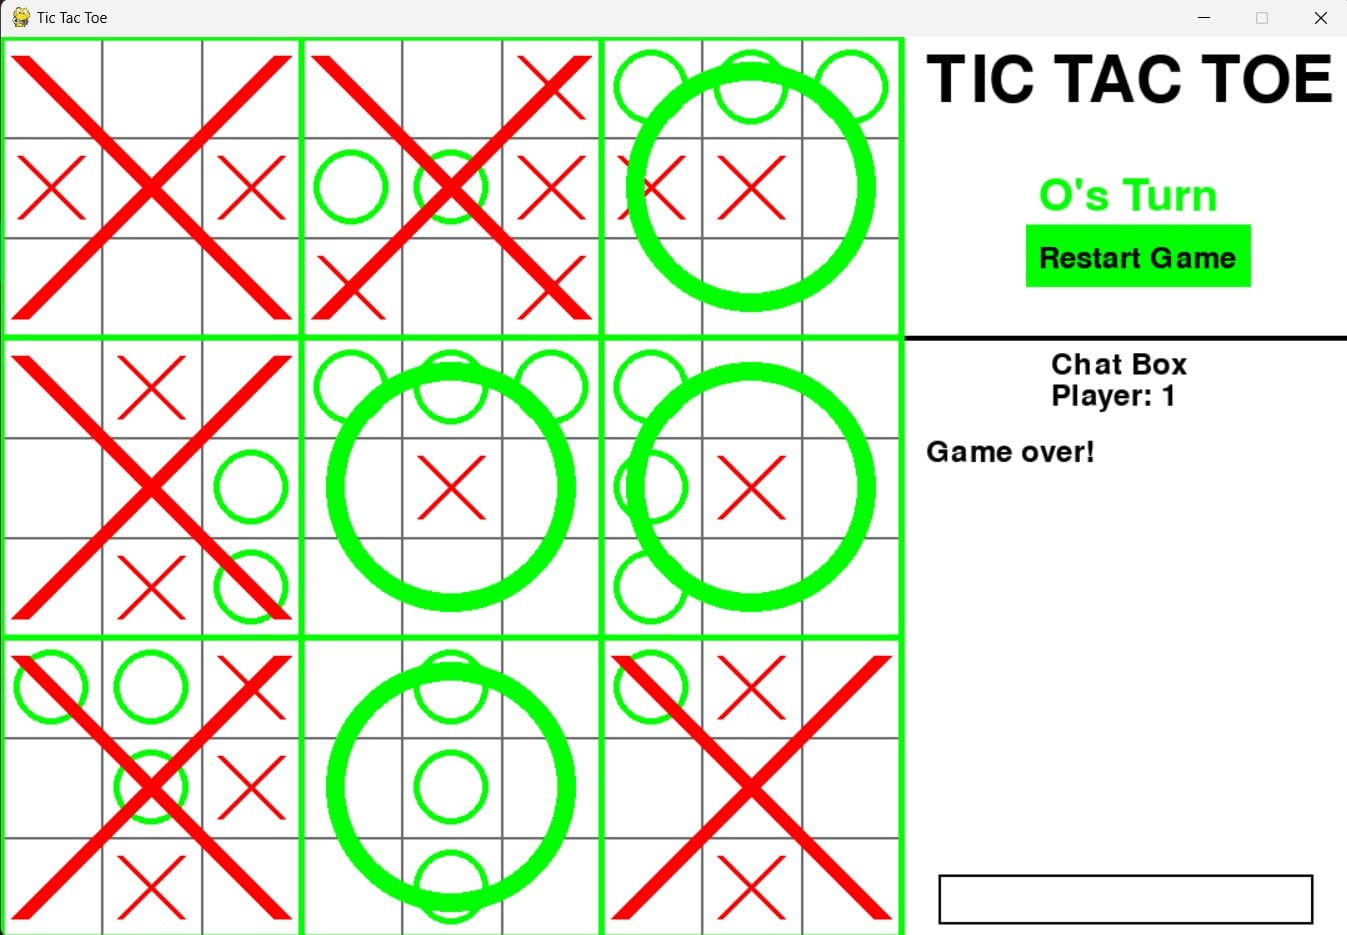 Tic Tac Toe
TIC TAC TOE
O's Turn
Restart Game
Chat Box
Player: 1
Game over!